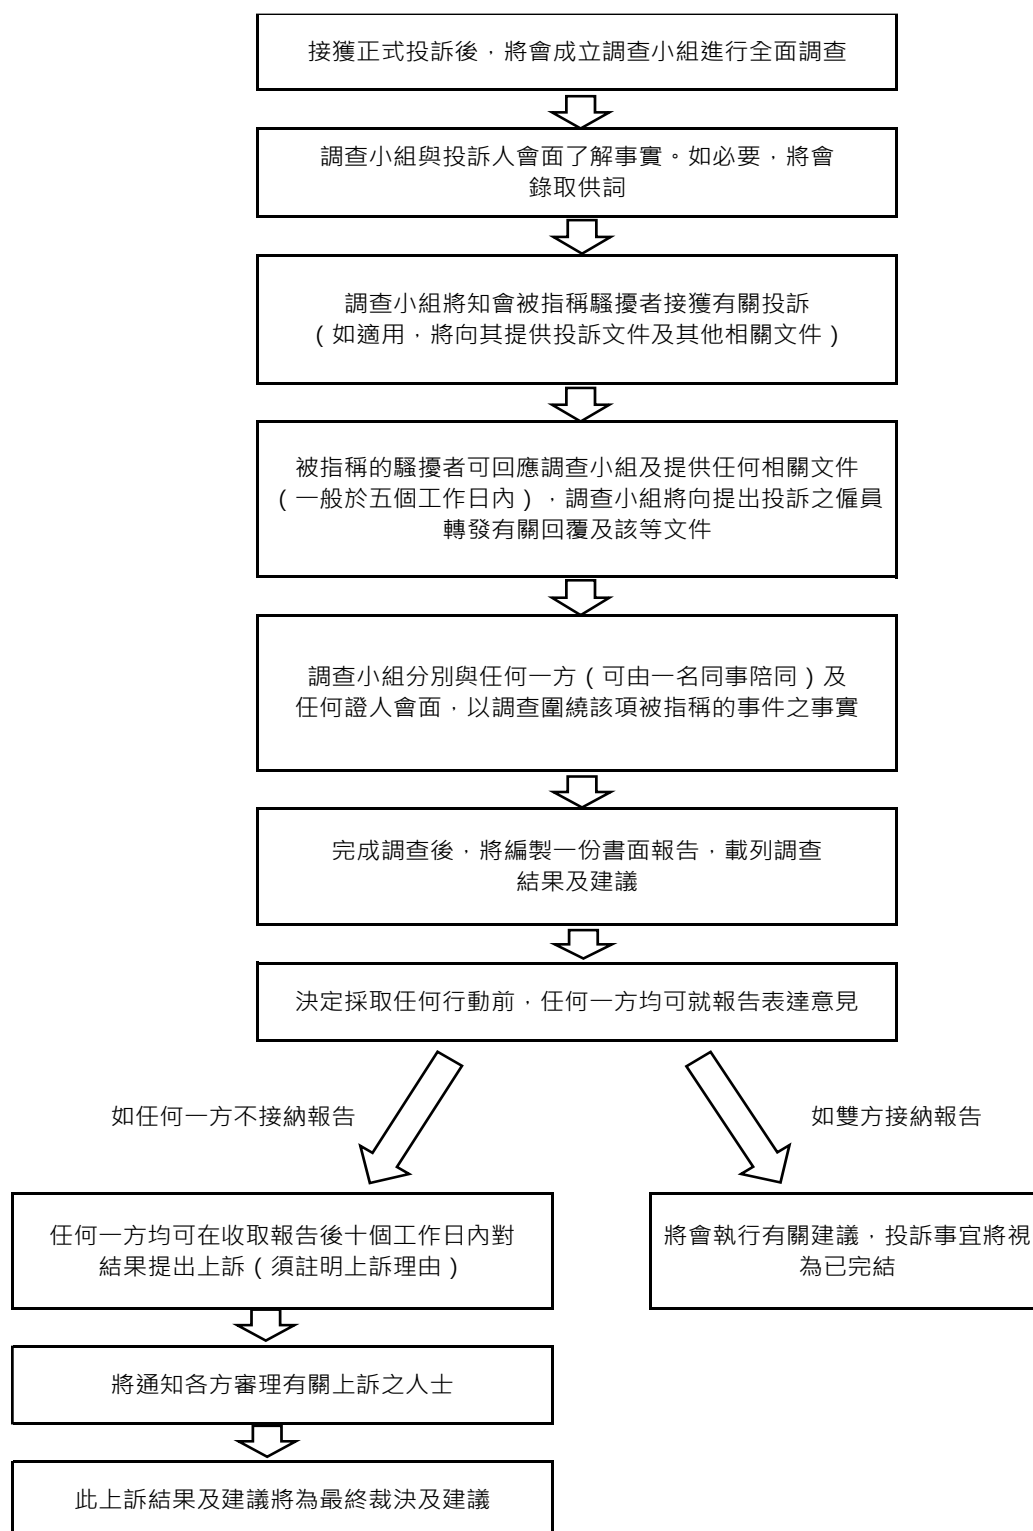 接獲正式投訴後，將會成立調查小組進行全面調查
調查小組與投訴人會面了解事實。如必要，將會
錄取供詞
調查小組將知會被指稱騷擾者接獲有關投訴
（如適用，將向其提供投訴文件及其他相關文件）
被指稱的騷擾者可回應調查小組及提供任何相關文件
（一般於五個工作日內），調查小組將向提出投訴之僱員
轉發有關回覆及該等文件
調查小組分別與任何一方（可由一名同事陪同）及
任何證人會面，以調查圍繞該項被指稱的事件之事實
完成調查後，將編製一份書面報告，載列調查
結果及建議
決定採取任何行動前，任何一方均可就報告表達意見
如任何一方不接納報告
如雙方接納報告
任何一方均可在收取報告後十個工作日內對
結果提出上訴（須註明上訴理由）
將會執行有關建議，投訴事宜將視
為已完結
將通知各方審理有關上訴之人士
此上訴結果及建議將為最終裁決及建議